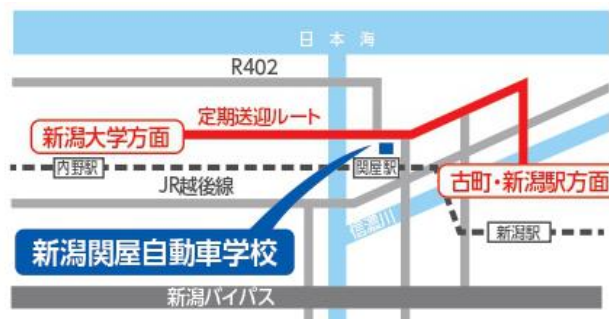 日本海
R402
定期送迎ルート
新潟大学方面
内野駅
関屋駅
JR越後線
古町・新潟駅方面
信濃川
新潟関屋自動車学校
新潟駅
新潟バイパス